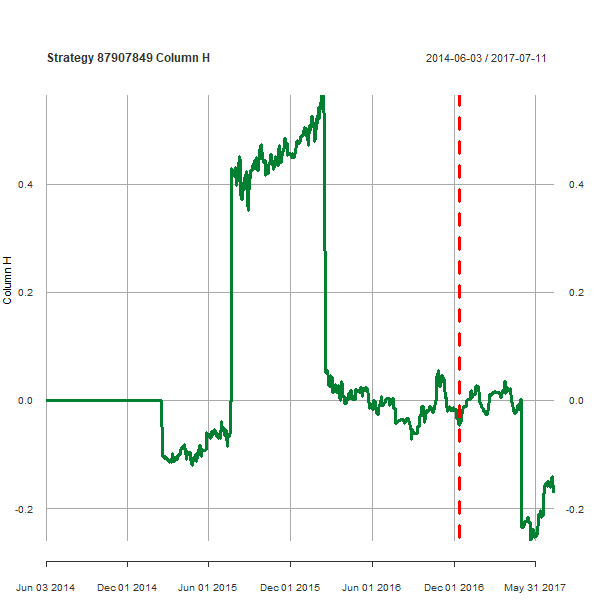 Strategy 87907849 Column H
2014-06-03 / 2017-07-11
0.4
0.4
0.2
0.2
0.0
0.0
-0.2
-0.2
Column H
Jun 03 2014
Dec 01 2014
Jun 01 2015
Dec 01 2015
Jun 01 2016
Dec 01 2016
May 31 2017